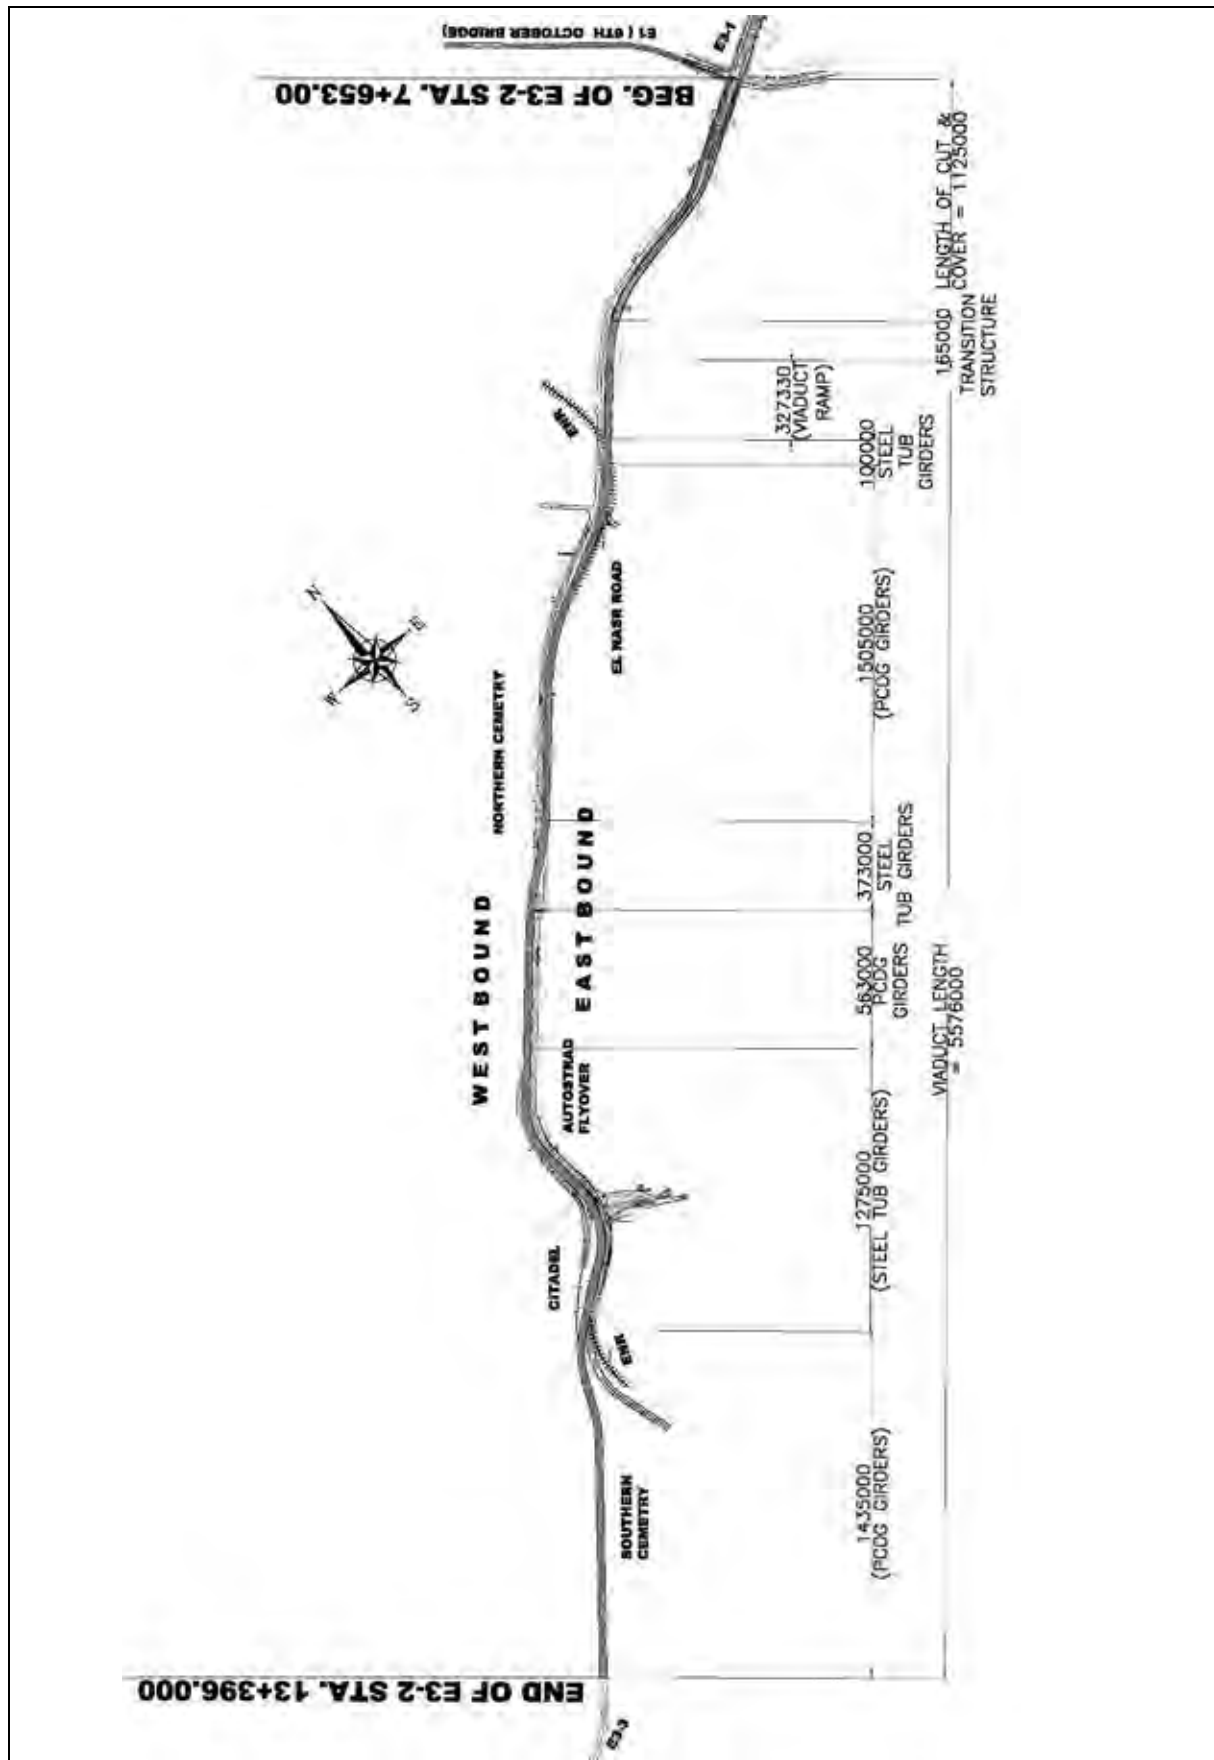 E1 ( 6TH OCTOBER BRIDGE)
E3-1
BEG. OF E3-2 STA. 7+653.00
LENGTH OF CUT &
COVER = 1125000
165000
TRANSITION
STRUCTURE
327330
(VIADUCT
RAMP)
ENR
100000
STEEL
TUB
GIRDERS
EL NASR ROAD
1505000
(PCDG GIRDERS)
N
E
W
S
NORTHERN CEMETRY
373000
STEEL
TUB GIRDERS
WEST BOUND
EAST BOUND
563000
PCDG
GIRDERS
VIADUCT LENGTH
= 5576000
AUTOSTRAD
FLYOVER
1275000
(STEEL TUB GIRDERS)
CITADEL
ENR
1435000
(PCDG GIRDERS)
SOUTHERN
CEMETRY
END OF E3-2 STA. 13+396.000
E3-3